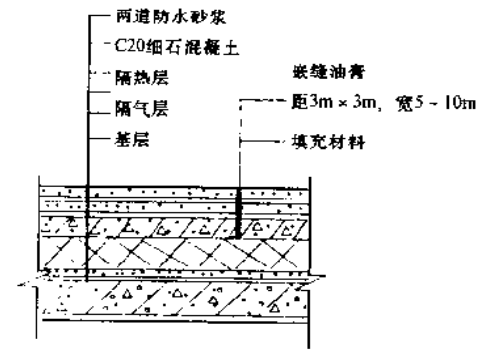 两道防水砂浆
C20细石混凝土
隔热层
隔气层
基层
嵌缝油膏
距3m×3m, 宽5~10m
填充材料